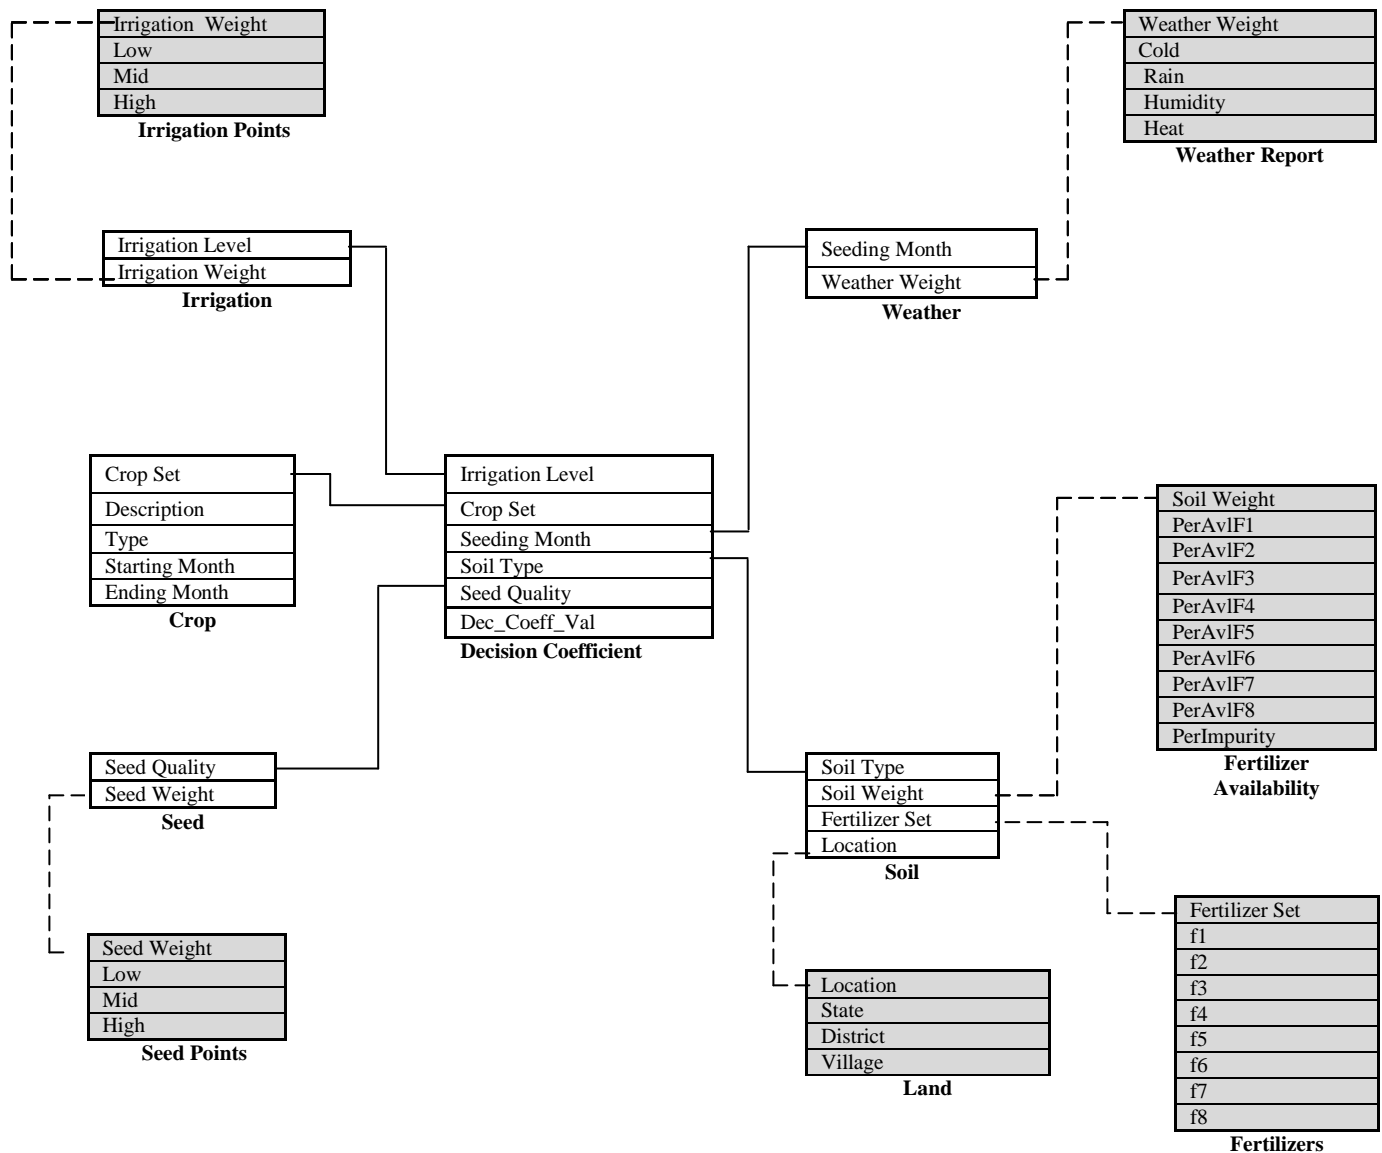 Irrigation Weight
Low
Mid
High
Irrigation Points
Weather Weight
Cold
Rain
Humidity
Heat
Weather Report
Irrigation Level
Irrigation Weight
Irrigation
Seeding Month
Weather Weight
Weather
Crop Set
Description
Type
Starting Month
Ending Month
Crop
Irrigation Level
Crop Set
Seeding Month
Soil Type
Seed Quality
Dec_Coeff_Val
Decision Coefficient
Soil Weight
PerAvlF1
PerAvlF2
PerAvlF3
PerAvlF4
PerAvlF5
PerAvlF6
PerAvlF7
PerAvlF8
PerImpurity
Fertilizer
Availability
Seed Quality
Seed Weight
Seed
Soil Type
Soil Weight
Fertilizer Set
Location
Soil
Seed Weight
Low
Mid
High
Seed Points
Location
State
District
Village
Land
Fertilizer Set
f1
f2
f3
f4
f5
f6
f7
f8
Fertilizers